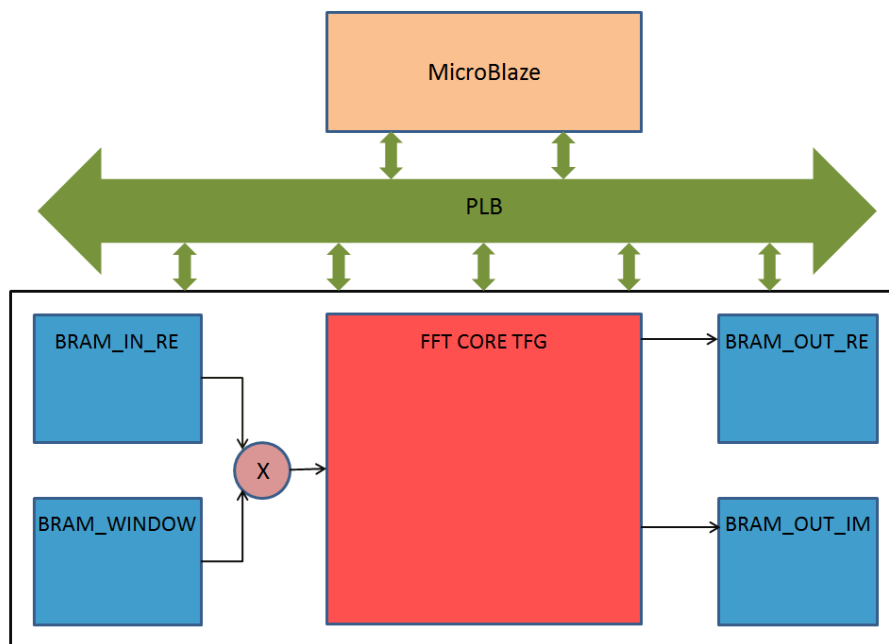 MicroBlaze
PLB
BRAM_IN_RE
FFT CORE TFG
BRAM_OUT_RE
X
BRAM_WINDOW
BRAM_OUT_IM